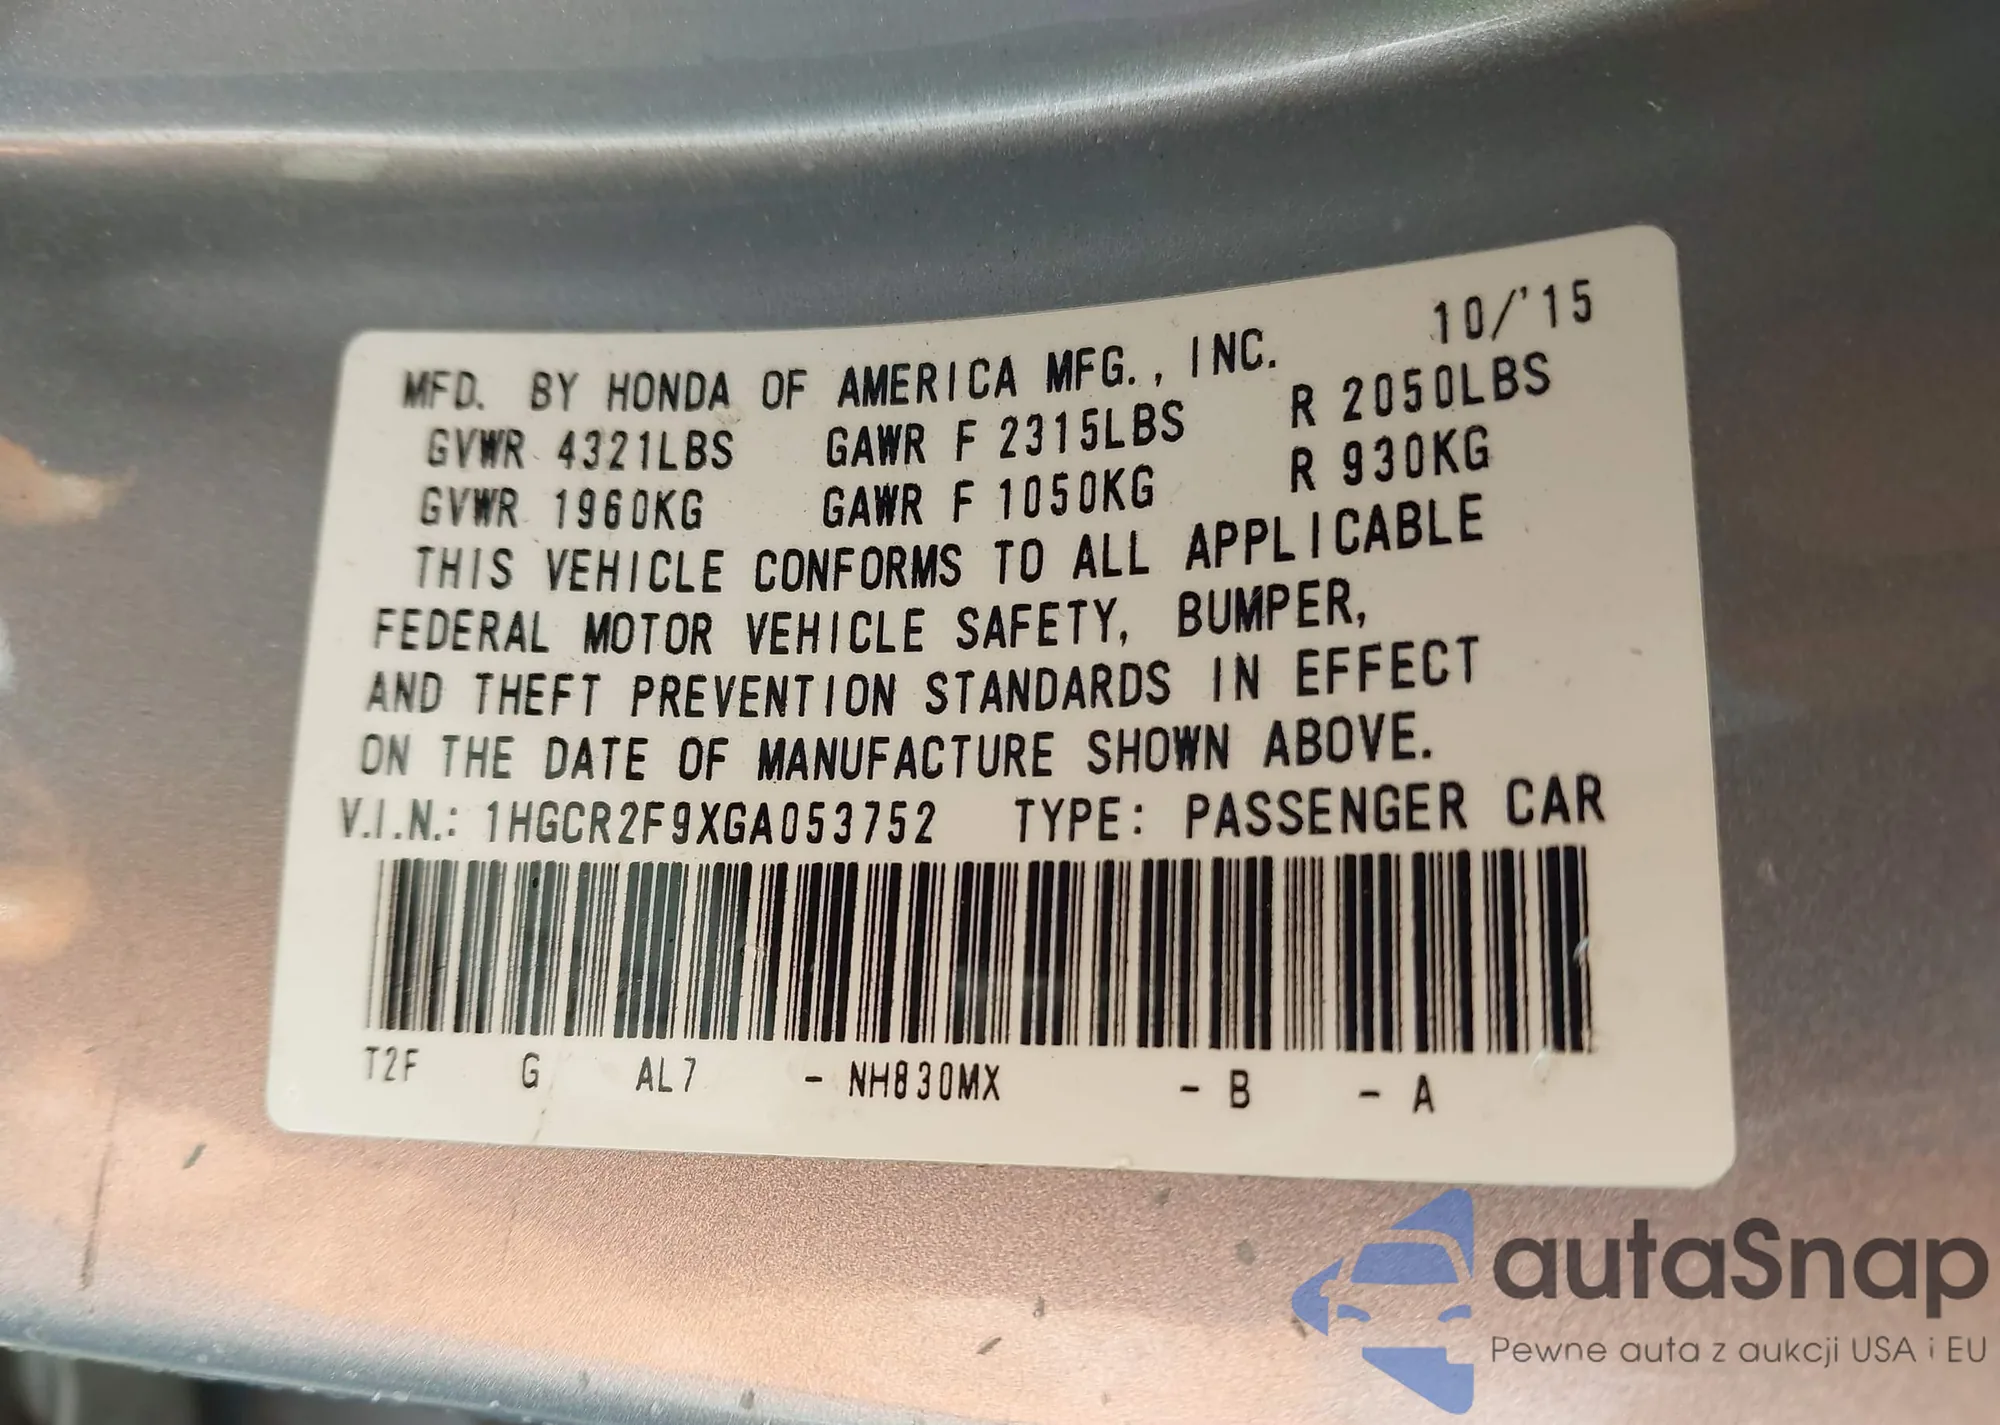 10/'15
MFD. BY HONDA OF AMERICA MFG., INC.
GVWR 4321LBS GAWR F 2315LBS R 2050LBS
GVWR 1960KG GAWR F 1050KG R 930KG
THIS VEHICLE CONFORMS TO ALL APPLICABLE
FEDERAL MOTOR VEHICLE SAFETY, BUMPER,
AND THEFT PREVENTION STANDARDS IN EFFECT
ON THE DATE OF MANUFACTURE SHOWN ABOVE.
V.I.N.: 1HGCR2F9XGA053752 TYPE: PASSENGER CAR
T2F G AL7 - NH830MX - B - A
autaSnap
Pewne auta z aukcji USA i EU